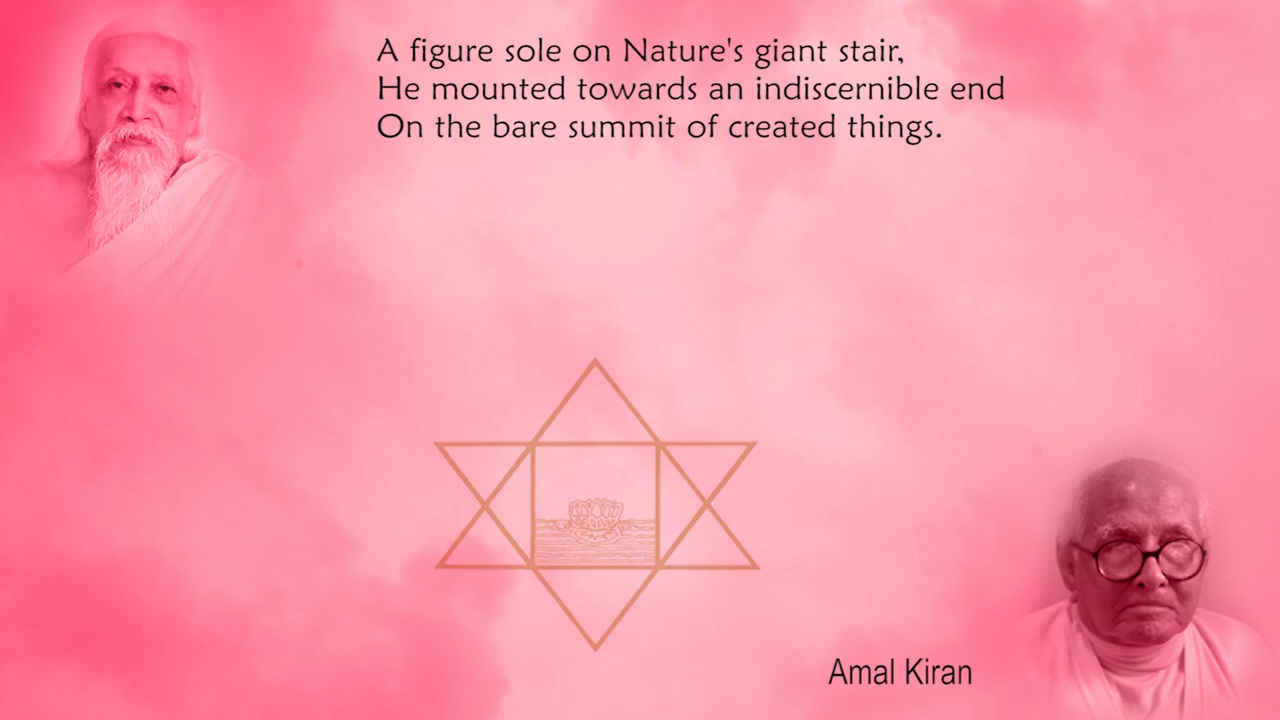 A figure sole on Nature's giant stair,
He mounted towards an indiscernible end
On the bare summit of created things.
Amal Kiran